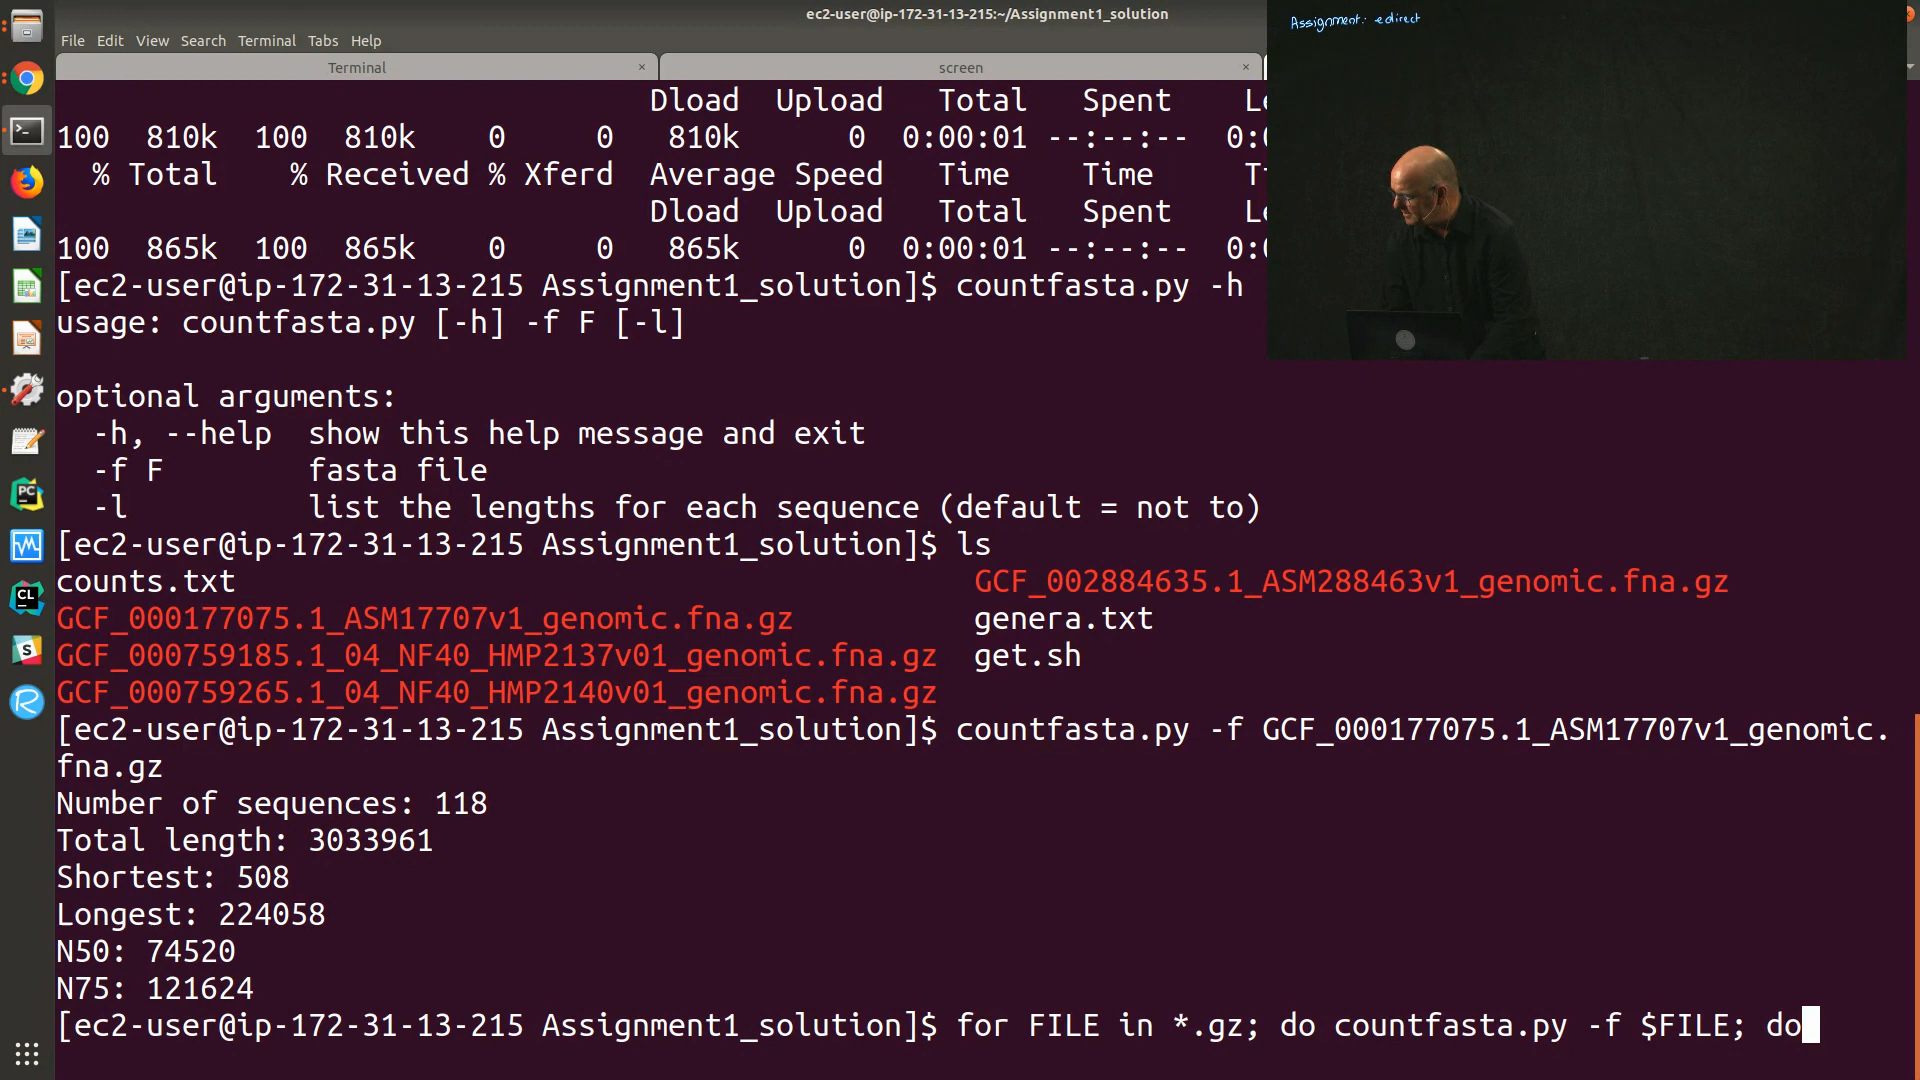 ec2-user@ip-172-31-13-215:~/Assignment1_solution
Assignment: edirect
File Edit View Search Terminal Tabs Help
Terminal × screen ×
Dload Upload Total Spent
100 810k 100 810k 0 0 810k 0 0:00:01 --:--:-- 0:
% Total % Received % Xferd Average Speed Time Time
Dload Upload Total Spent
100 865k 100 865k 0 0 865k 0 0:00:01 --:--:-- 0:
[ec2-user@ip-172-31-13-215 Assignment1_solution]$ countfasta.py -h
usage: countfasta.py [-h] -f F [-l]
optional arguments:
-h, --help show this help message and exit
-f F fasta file
-l list the lengths for each sequence (default = not to)
[ec2-user@ip-172-31-13-215 Assignment1_solution]$ ls
counts.txt GCF_002884635.1_ASM288463v1_genomic.fna.gz
GCF_000177075.1_ASM17707v1_genomic.fna.gz genera.txt
GCF_000759185.1_04_NF40_HMP2137v01_genomic.fna.gz get.sh
GCF_000759265.1_04_NF40_HMP2140v01_genomic.fna.gz
[ec2-user@ip-172-31-13-215 Assignment1_solution]$ countfasta.py -f GCF_000177075.1_ASM17707v1_genomic.
fna.gz
Number of sequences: 118
Total length: 3033961
Shortest: 508
Longest: 224058
N50: 74520
N75: 121624
[ec2-user@ip-172-31-13-215 Assignment1_solution]$ for FILE in *.gz; do countfasta.py -f $FILE; do